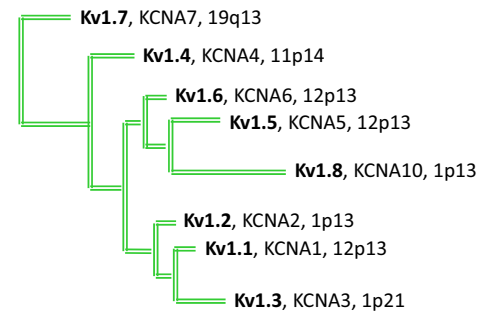 Kv1.7, KCNA7, 19q13
Kv1.4, KCNA4, 11p14
Kv1.6, KCNA6, 12p13
Kv1.5, KCNA5, 12p13
Kv1.8, KCNA10, 1p13
Kv1.2, KCNA2, 1p13
Kv1.1, KCNA1, 12p13
Kv1.3, KCNA3, 1p21